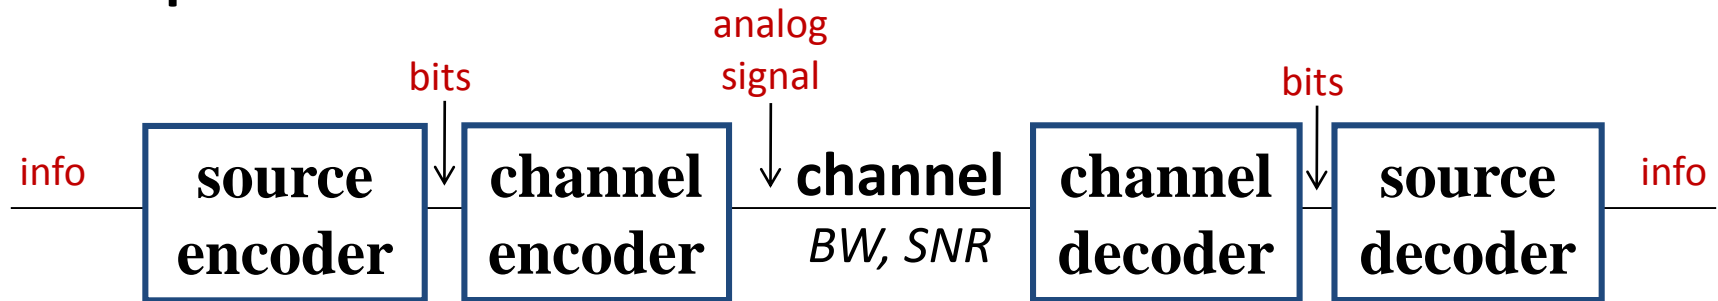 analog
signal
bits
bits
info
source
encoder
channel
encoder
channel
BW, SNR
channel
decoder
source
decoder
info